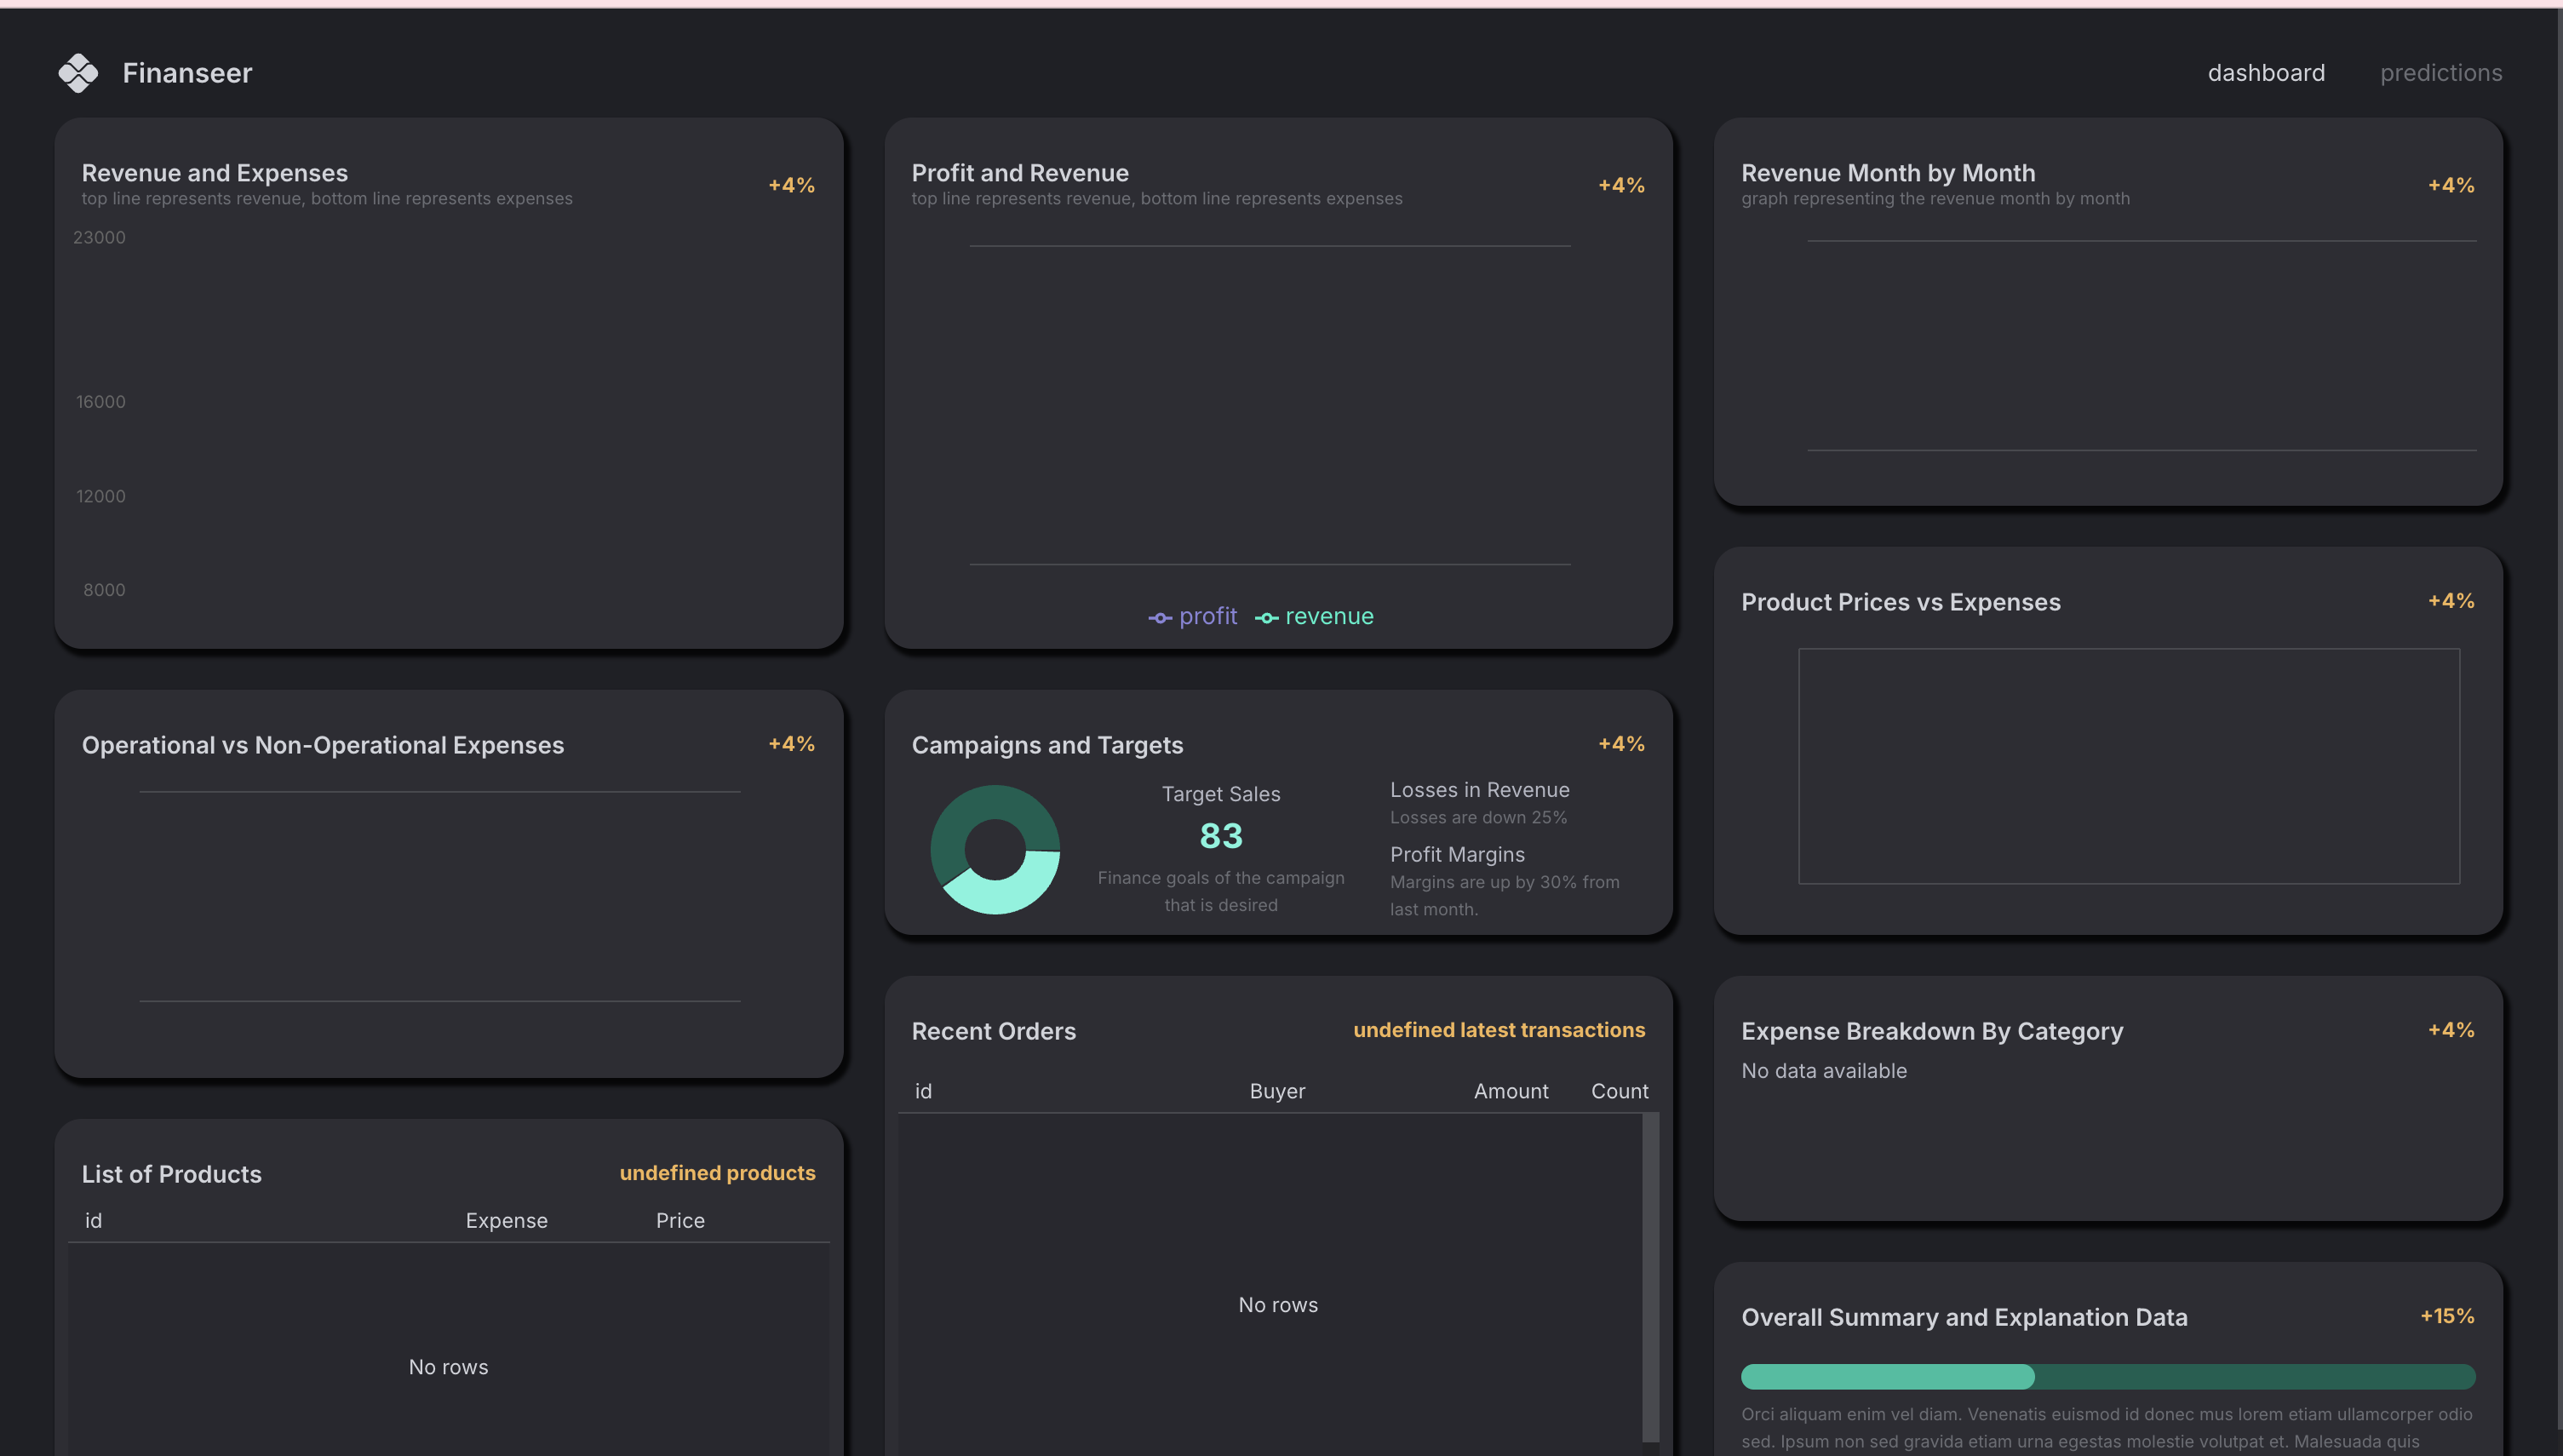 Finanseer
dashboard
predictions
Revenue and Expenses
top line represents revenue, bottom line represents expenses
+4%
23000
16000
12000
8000
Profit and Revenue
top line represents revenue, bottom line represents expenses
+4%
profit
revenue
Revenue Month by Month
graph representing the revenue month by month
+4%
Operational vs Non-Operational Expenses
+4%
Campaigns and Targets
+4%
Target Sales
83
Finance goals of the campaign
that is desired
Losses in Revenue
Losses are down 25%
Profit Margins
Margins are up by 30% from
last month.
Product Prices vs Expenses
+4%
List of Products
undefined products
id
Expense
Price
No rows
Recent Orders
undefined latest transactions
id
Buyer
Amount
Count
No rows
Expense Breakdown By Category
+4%
No data available
Overall Summary and Explanation Data
+15%
Orci aliquam enim vel diam. Venenatis euismod id donec mus lorem etiam ullamcorper odio
sed. Ipsum non sed gravida etiam urna egestas molestie volutpat et. Malesuada quis